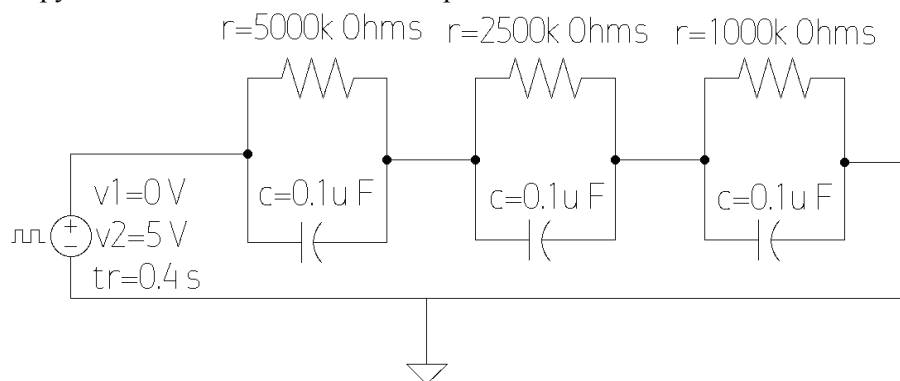 r=5000k Ohms r=2500k Ohms r=1000k Ohms
c=0.1u F c=0.1u F c=0.1u F
v1=0 V
v2=5 V
tr=0.4 s